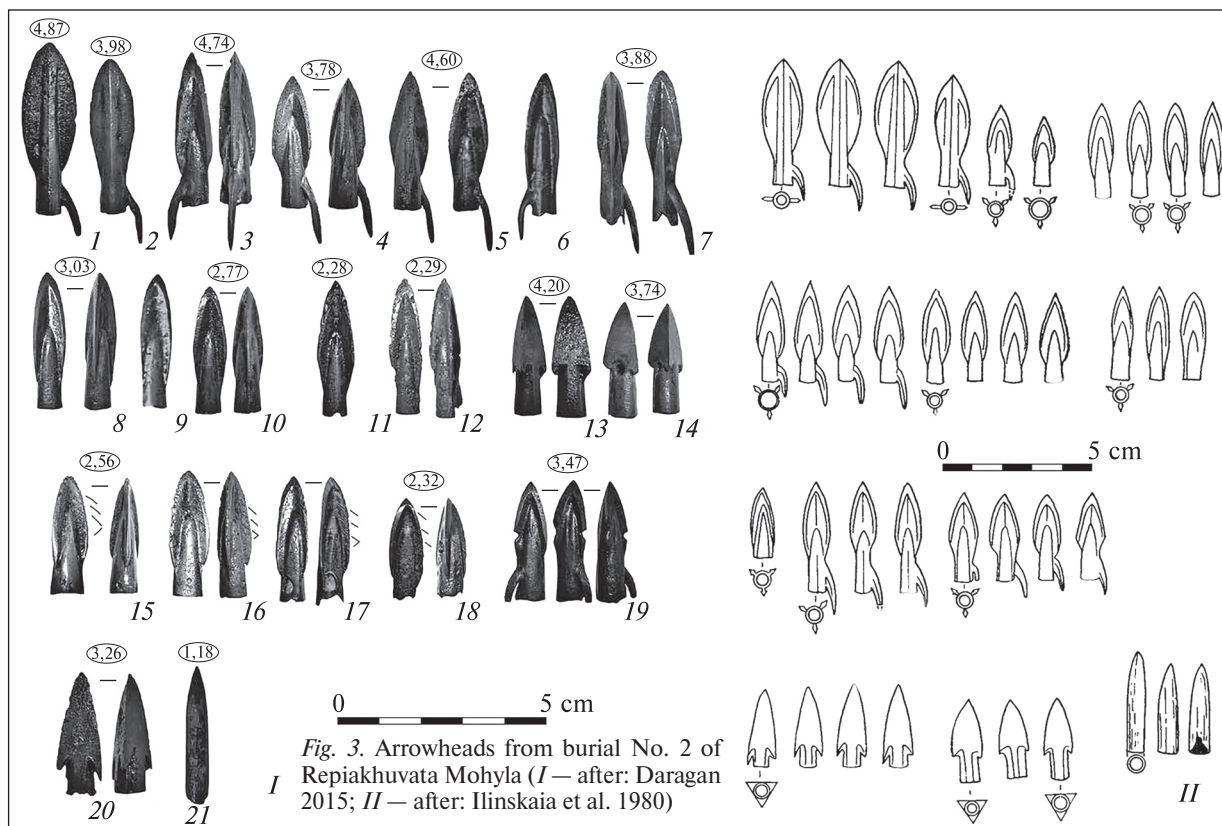 4,87 3,98 4,74 3,78 4,60 3,88
1 2 3 4 5 6 7
3,03 2,77 2,28 2,29 4,20 3,74
8 9 10 11 12 13 14
0 5 cm
2,56 2,32 3,47
15 16 17 18 19
3,26 1,18
0 5 cm
Fig. 3. Arrowheads from burial No. 2 of
Repiakhuvata Mohyla (I — after: Daragan
2015; II — after: Ilinskaia et al. 1980)
20 21 I II